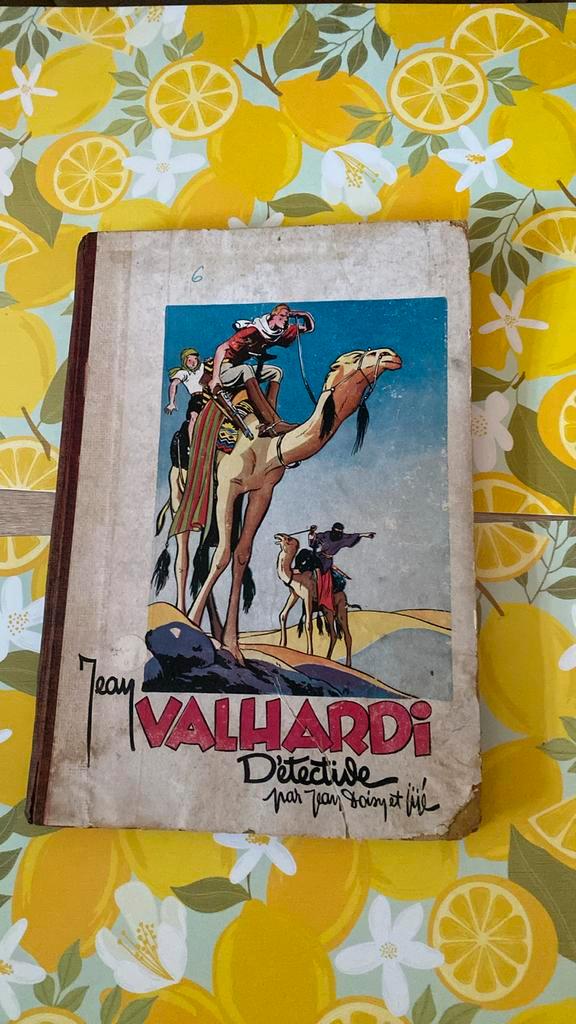 6
Jean
VALHARDi
Détective
par Jean Doisy et Jijé